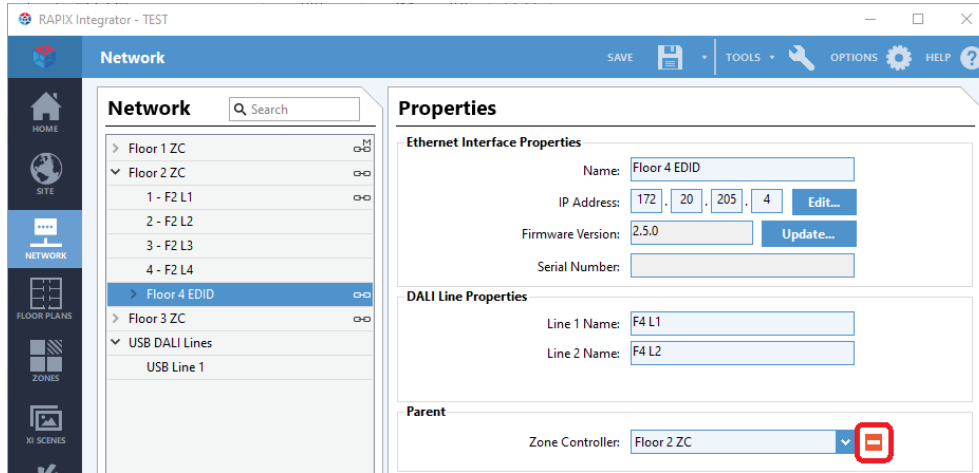 RAPIX Integrator - TEST
Network
SAVE
TOOLS
OPTIONS
HELP
HOME
SITE
NETWORK
FLOOR PLANS
ZONES
XI SCENES
Network
Search
Floor 1 ZC
M
Floor 2 ZC
1 - F2 L1
2 - F2 L2
3 - F2 L3
4 - F2 L4
Floor 4 EDID
Floor 3 ZC
USB DALI Lines
USB Line 1
Properties
Ethernet Interface Properties
Name: Floor 4 EDID
IP Address: 172 . 20 . 205 . 4 Edit...
Firmware Version: 2.5.0 Update...
Serial Number:
DALI Line Properties
Line 1 Name: F4 L1
Line 2 Name: F4 L2
Parent
Zone Controller: Floor 2 ZC